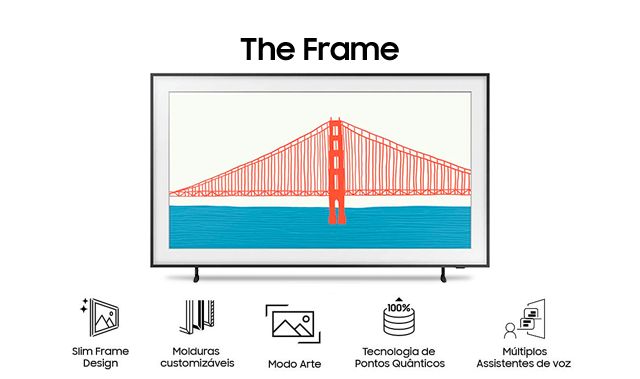 The Frame
100%
Slim Frame
Design
Molduras
customizáveis
Modo Arte
Tecnologia de
Pontos Quânticos
Múltiplos
Assistentes de voz